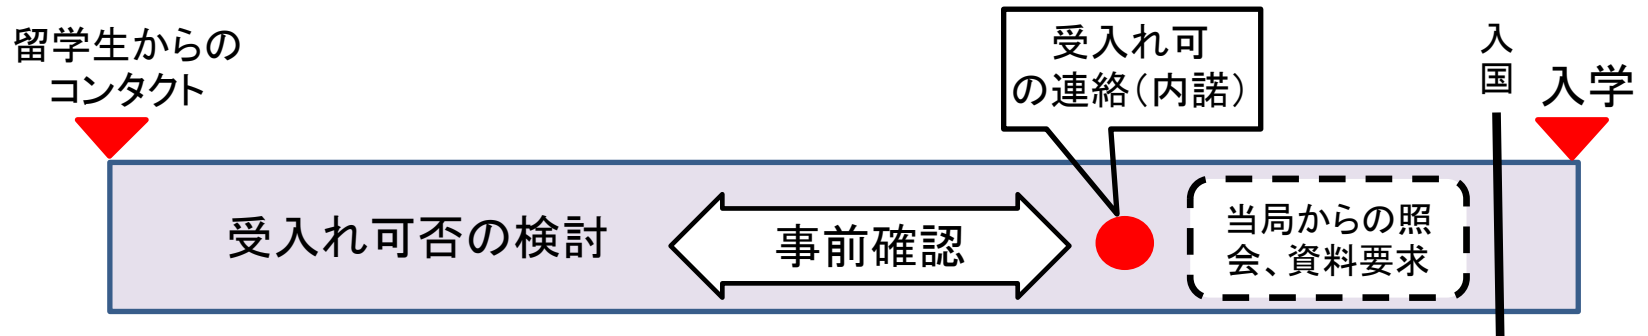 留学生からの
コンタクト
受入れ可
の連絡(内諾)
入
国
入学
受入れ可否の検討
事前確認
当局からの照
会、資料要求